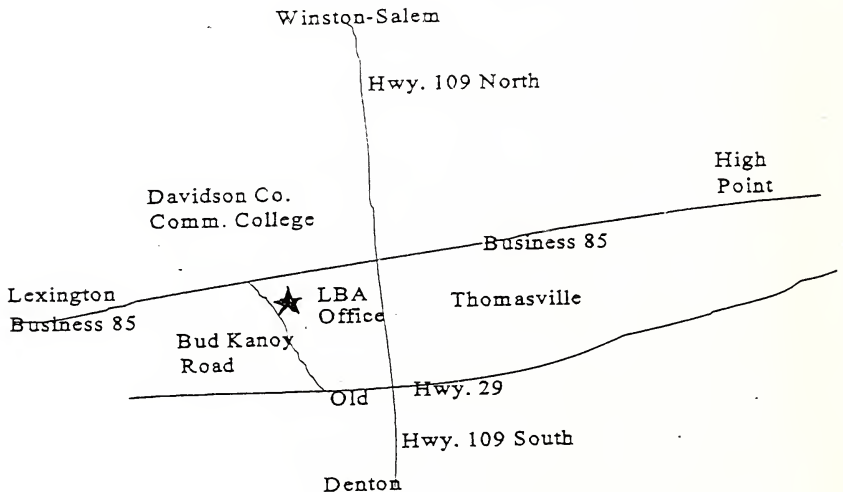 Winston-Salem
Hwy. 109 North
High
Point
Davidson Co.
Comm. College
Business 85
Lexington
Business 85
LBA
Office
Thomasville
Bud Kanoy
Road
Old Hwy. 29
Hwy. 109 South
Denton